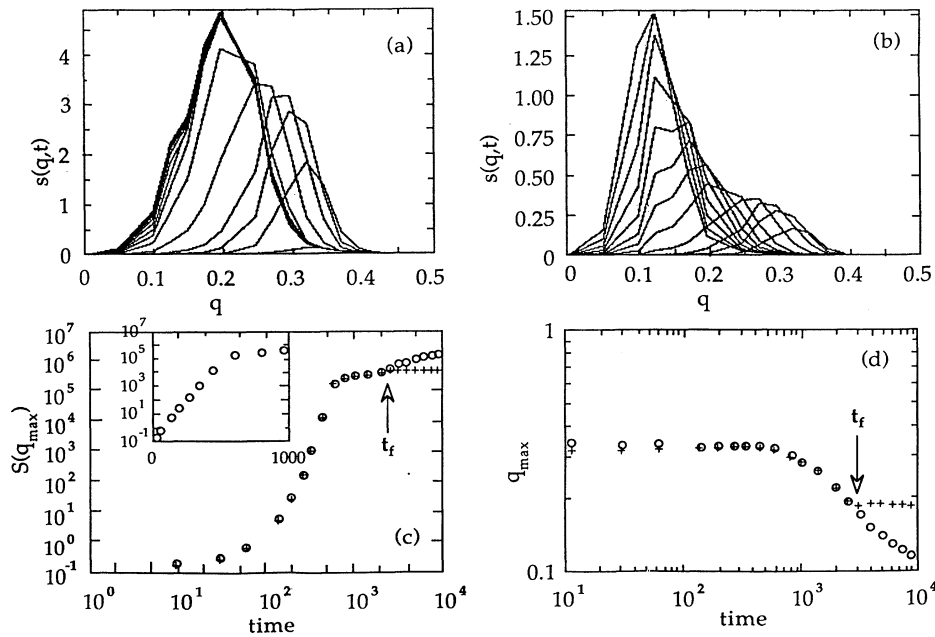 (a)
s(q,t)
4
3
2
1
0
0 0.1 0.2 0.3 0.4 0.5
q
(b)
s(q,t)
1.50
1.00
0.75
0.50
0.25
0
0 0.1 0.2 0.3 0.4 0.5
q
(c)
S(q_max)
10^7
10^6
10^5
10^4
10^3
10^2
10^1
10^0
10^-1
10^7
10^5
10^3
10^1
10^-1
0 1000
t_f
10^0 10^1 10^2 10^3 10^4
time
(d)
q_max
1
0.1
t_f
10^1 10^2 10^3 10^4
time